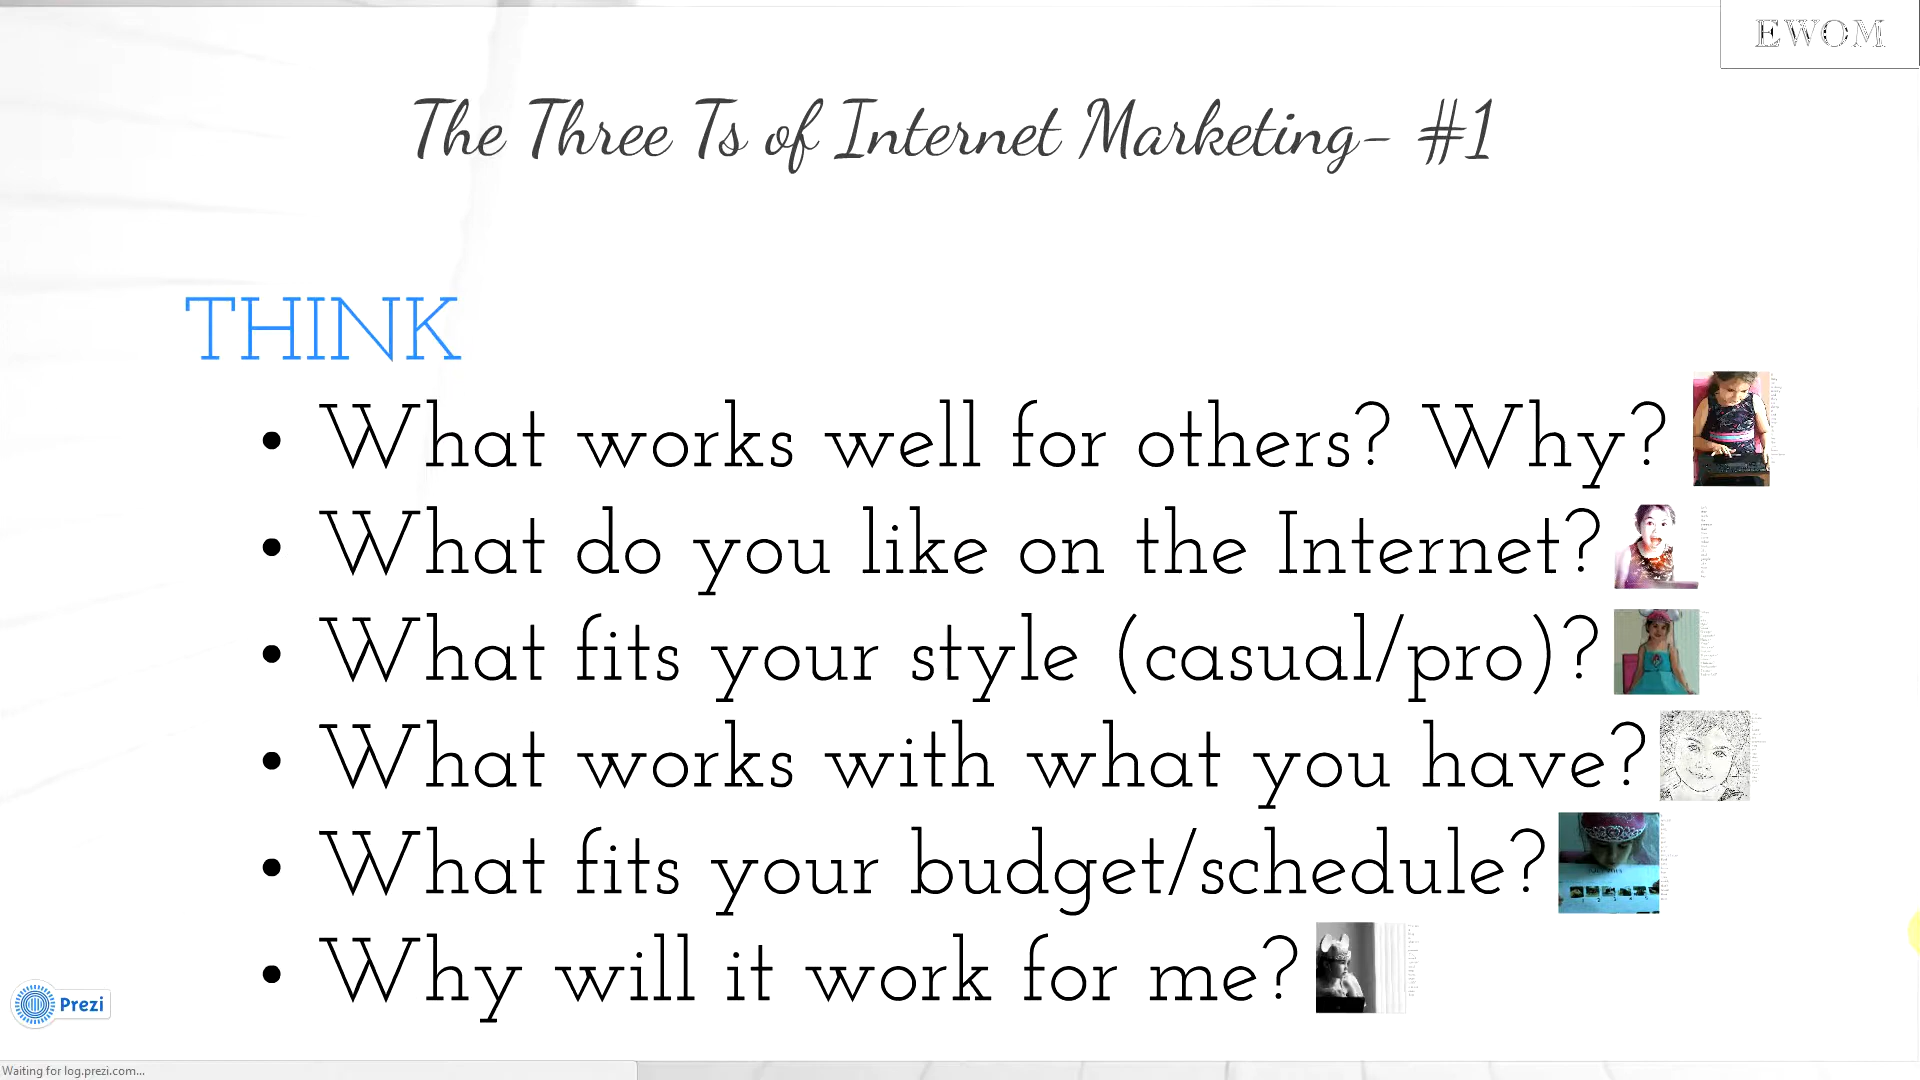 EWOM
The Three Ts of Internet Marketing- #1
THINK
• What works well for others? Why?
• What do you like on the Internet?
• What fits your style (casual/pro)?
• What works with what you have?
• What fits your budget/schedule?
• Why will it work for me?
Prezi
Waiting for log.prezi.com...